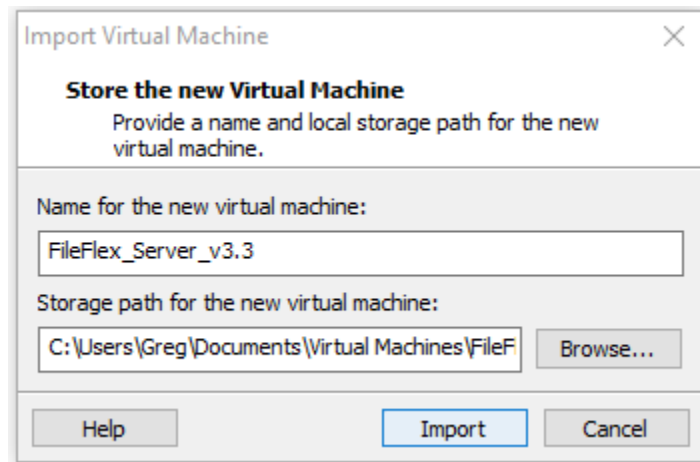 Import Virtual Machine
Store the new Virtual Machine
Provide a name and local storage path for the new
virtual machine.
Name for the new virtual machine:
FileFlex_Server_v3.3
Storage path for the new virtual machine:
C:\Users\Greg\Documents\Virtual Machines\FileF
Browse...
Help
Import
Cancel